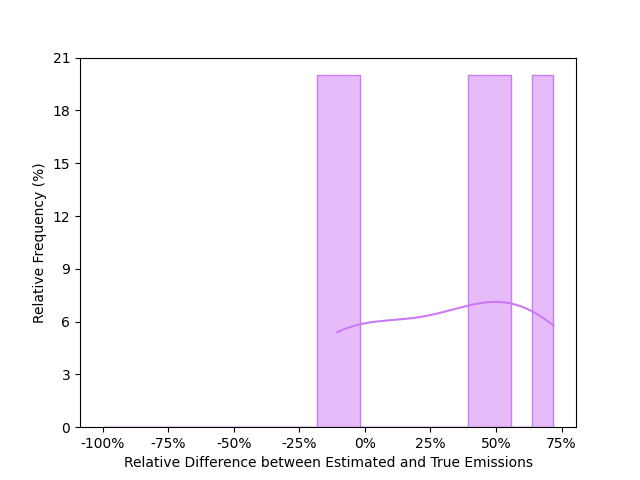 21
18
15
12
9
6
3
0
Relative Frequency (%)
-100% -75% -50% -25% 0% 25% 50% 75%
Relative Difference between Estimated and True Emissions